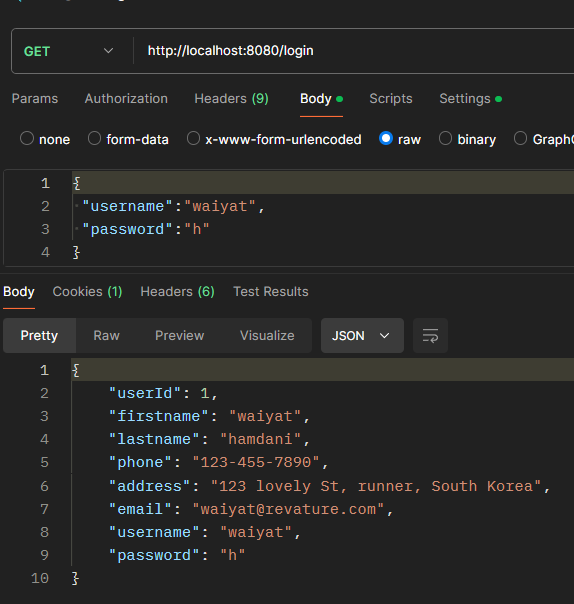 GET http://localhost:8080/login
Params Authorization Headers (9) Body Scripts Settings
none form-data x-www-form-urlencoded raw binary
1 {
2 "username":"waiyat",
3 "password":"h"
4 }
Body Cookies (1) Headers (6) Test Results
Pretty Raw Preview Visualize JSON
1 {
2 "userId": 1,
3 "firstname": "waiyat",
4 "lastname": "hamdani",
5 "phone": "123-455-7890",
6 "address": "123 lovely St, runner, South Korea",
7 "email": "waiyat@revature.com",
8 "username": "waiyat",
9 "password": "h"
10 }